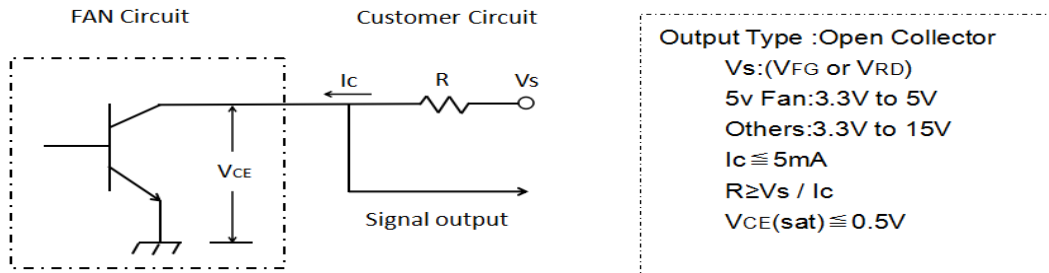 FAN Circuit
Customer Circuit
Ic
R
Vs
VCE
Signal output
Output Type :Open Collector
Vs:(VFG or VRD)
5v Fan:3.3V to 5V
Others:3.3V to 15V
Ic≦5mA
R≥Vs / Ic
VCE(sat)≦0.5V